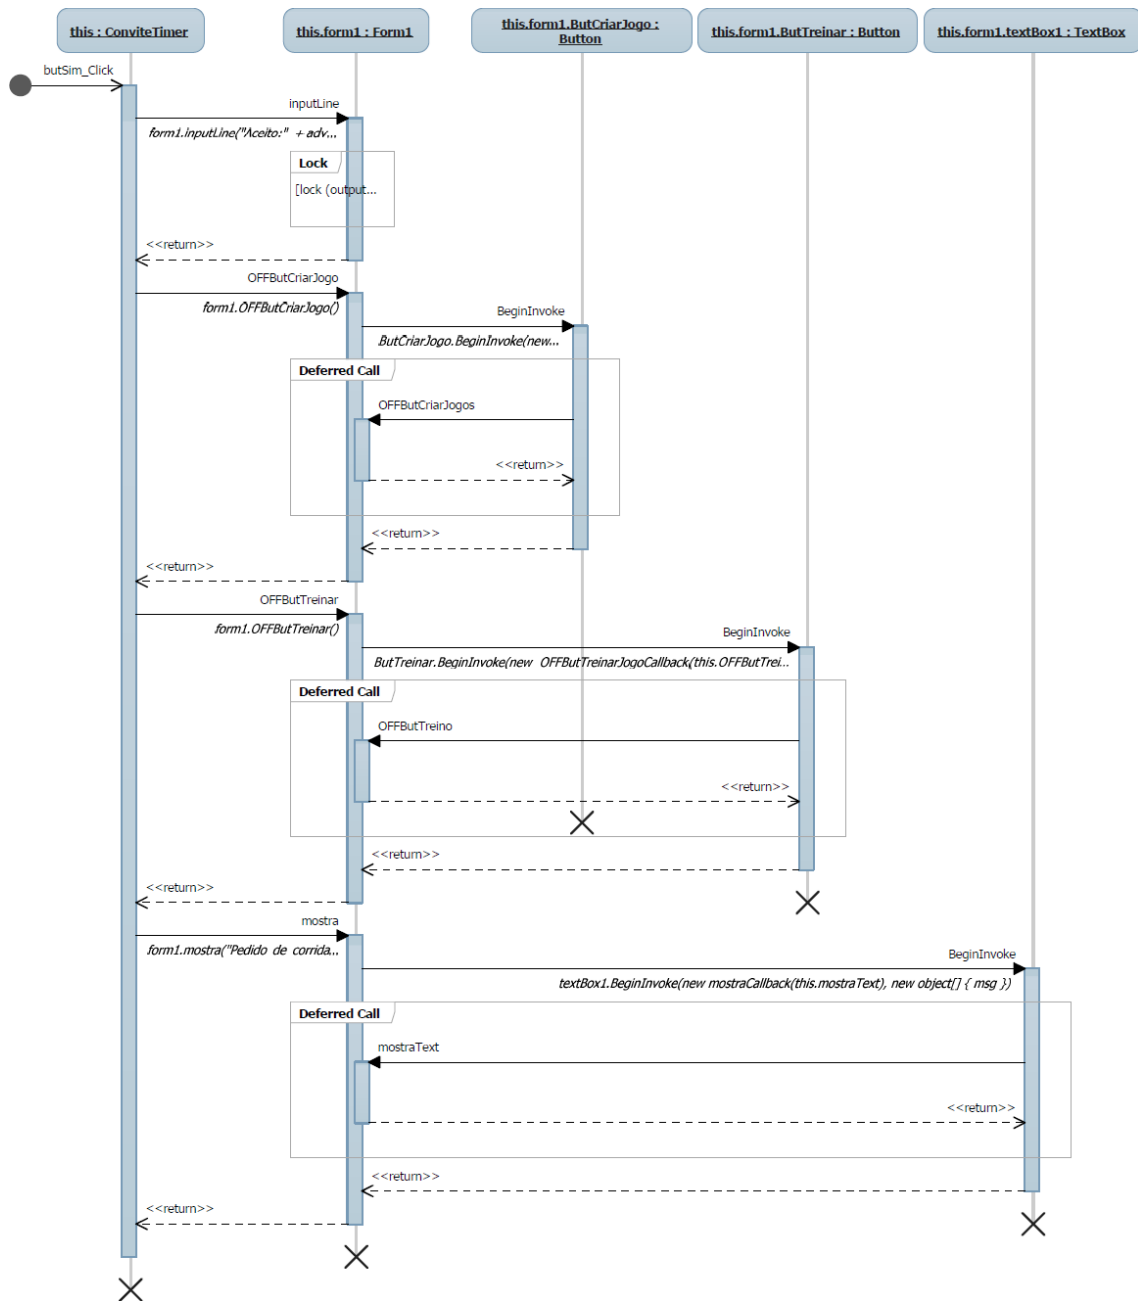 this : ConviteTimer
this.form1 : Form1
this.form1.ButCriarJogo :
Button
this.form1.ButTreinar : Button
this.form1.textBox1 : TextBox
butSim_Click
inputLine
form1.inputLine("Aceito:" + adv...
Lock
[lock (output...
<<return>>
OFFButCriarJogo
form1.OFFButCriarJogo()
BeginInvoke
ButCriarJogo.BeginInvoke(new...
Deferred Call
OFFButCriarJogos
<<return>>
<<return>>
<<return>>
OFFButTreinar
form1.OFFButTreinar()
BeginInvoke
ButTreinar.BeginInvoke(new OFFButTreinarJogoCallback(this.OFFButTrei...
Deferred Call
OFFButTreino
<<return>>
<<return>>
<<return>>
mostra
form1.mostra("Pedido de corrida...
BeginInvoke
textBox1.BeginInvoke(new mostraCallback(this.mostraText), new object[] { msg })
Deferred Call
mostraText
<<return>>
<<return>>
<<return>>